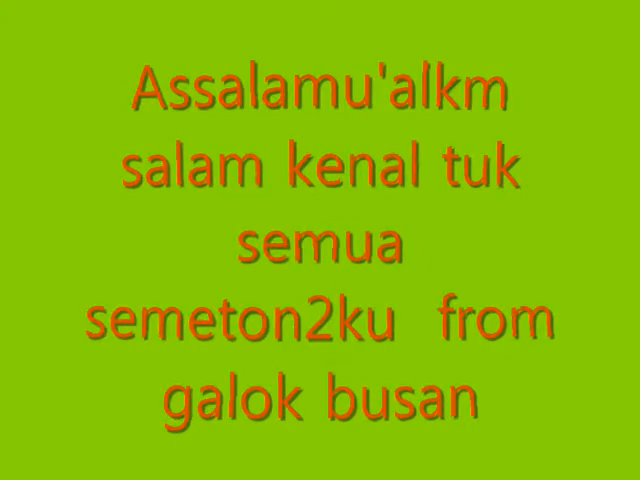 Assalamu'alkm
salam kenal tuk
semua
semeton2ku from
galok busan